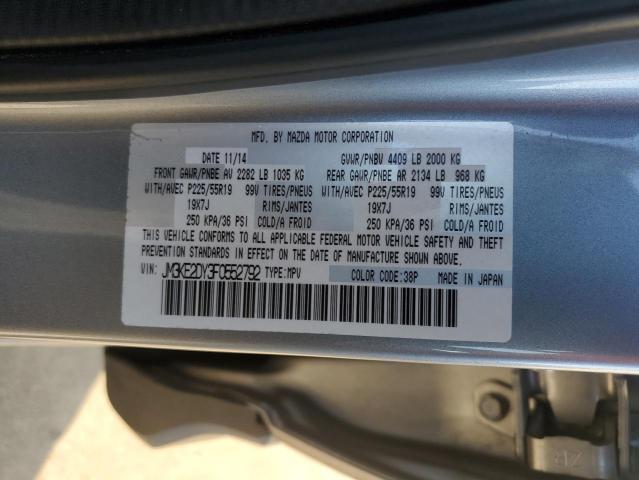 MFD. BY MAZDA MOTOR CORPORATION
DATE 11/14 GVWR/PNBV 4409 LB 2000 KG
FRONT GAWR/PNBE AV 2282 LB 1035 KG REAR GAWR/PNBE AR 2134 LB 968 KG
WITH/AVEC P225/55R19 99V TIRES/PNEUS WITH/AVEC P225/55R19 99V TIRES/PNEUS
19X7J RIMS/JANTES 19X7J RIMS/JANTES
250 KPA/36 PSI COLD/A FROID 250 KPA/36 PSI COLD/A FROID
THIS VEHICLE CONFORMS TO ALL APPLICABLE FEDERAL MOTOR VEHICLE SAFETY AND THEFT
PREVENTION STANDARDS IN EFFECT ON THE DATE OF MANUFACTURE SHOWN ABOVE.
VIN: JM3KE2DY3F0552792 TYPE:MPV COLOR CODE:38P MADE IN JAPAN